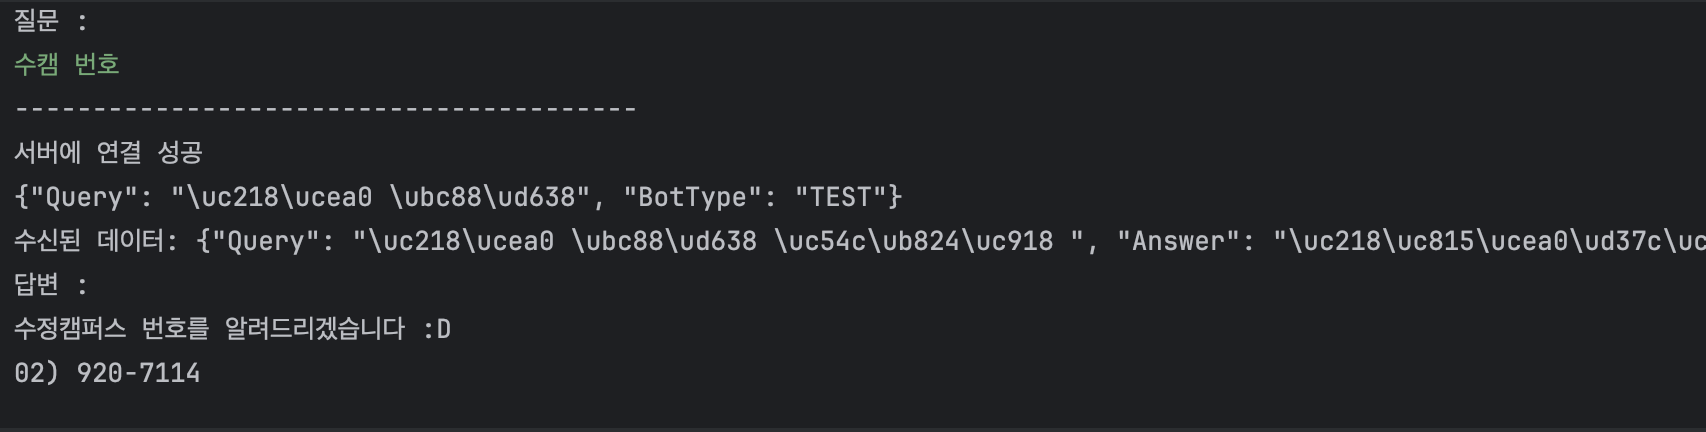 질문 :
수캠 번호
----------------------------------------
서버에 연결 성공
{"Query": "\uc218\ucea0 \ubc88\ud638", "BotType": "TEST"}
수신된 데이터: {"Query": "\uc218\ucea0 \ubc88\ud638 \uc54c\ub824\uc918 ", "Answer": "\uc218\uc815\ucea0\ud37c\uc
답변 :
수정캠퍼스 번호를 알려드리겠습니다 :D
02) 920-7114